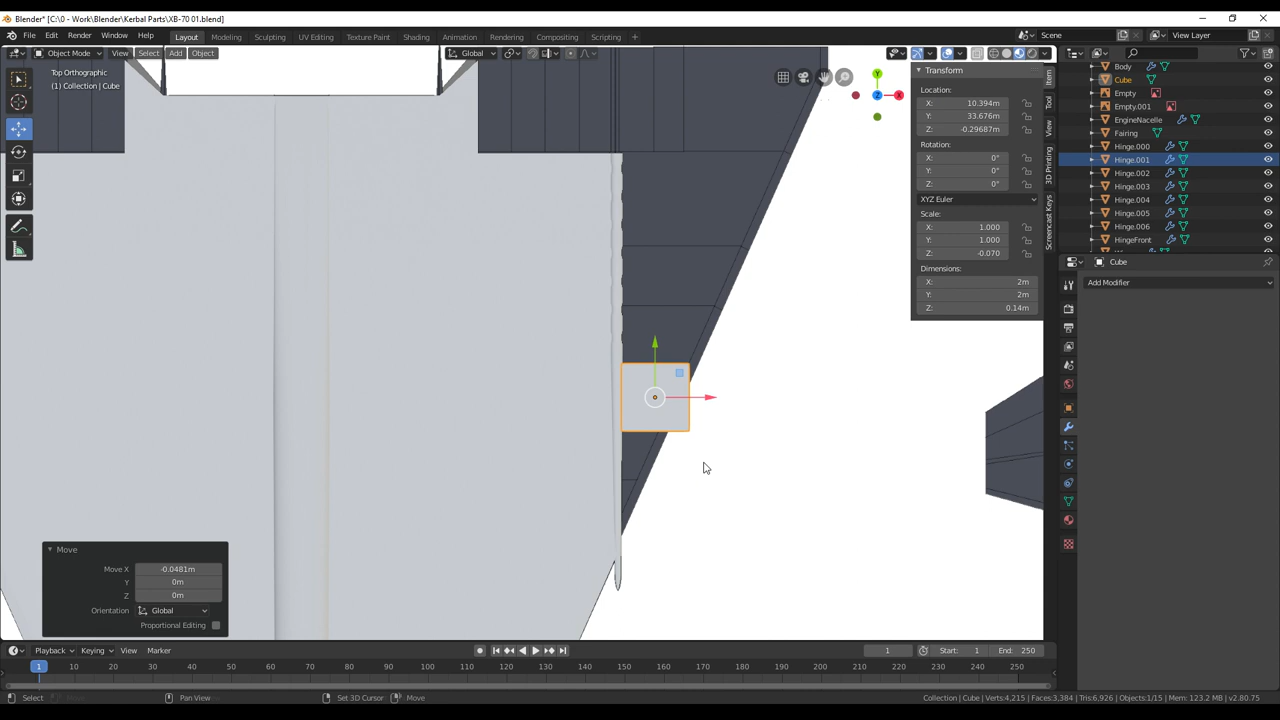 Blender* [C:\0 - Work\Blender\Kerbal Parts\XB-70 01.blend]
File Edit Render Window Help Layout Modeling Sculpting UV Editing Texture Paint Shading Animation Rendering Compositing Scripting Scene View Layer
Object Mode View Select Add Object Global
Top Orthographic
(1) Collection | Cube
Y
Z
X
Transform
Location:
X: 10.394m
Y: 33.676m
Z: -0.29687m
Rotation:
X: 0°
Y: 0°
Z: 0°
XYZ Euler
Scale:
X: 1.000
Y: 1.000
Z: -0.070
Dimensions:
X: 2m
Y: 2m
Z: 0.14m
Item
Tool
View
3D Printing
Screencast Keys
Body
Cube
Empty
Empty.001
EngineNacelle
Fairing
Hinge.000
Hinge.001
Hinge.002
Hinge.003
Hinge.004
Hinge.005
Hinge.006
HingeFront
Cube
Add Modifier
Move
Move X -0.0481m
Y 0m
Z 0m
Orientation Global
Proportional Editing
Playback Keying View Marker 1 Start: 1 End: 250
1 10 20 30 40 50 60 70 80 90 100 110 120 130 140 150 160 170 180 190 200 210 220 230 240 250
Select Pan View Set 3D Cursor Move Collection | Cube | Verts:4,215 | Faces:3,384 | Tris:6,926 | Objects:1/15 | Mem: 123.2 MB | v2.80.75